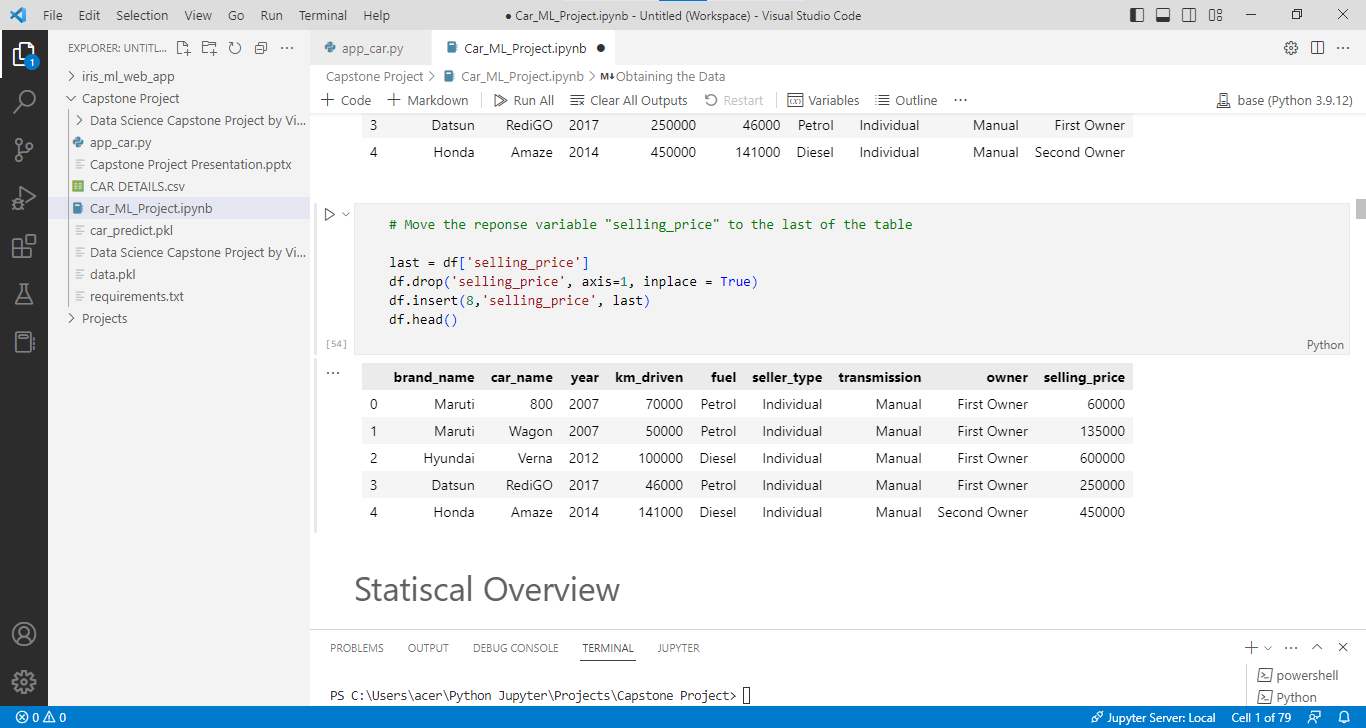 File Edit Selection View Go Run Terminal Help ● Car_ML_Project.ipynb - Untitled (Workspace) - Visual Studio Code
EXPLORER: UNTITL...
1
iris_ml_web_app
Capstone Project
Data Science Capstone Project by Vi...
app_car.py
Capstone Project Presentation.pptx
CAR DETAILS.csv
Car_ML_Project.ipynb
car_predict.pkl
Data Science Capstone Project by Vi...
data.pkl
requirements.txt
Projects
app_car.py Car_ML_Project.ipynb ●
Capstone Project > Car_ML_Project.ipynb > M↓Obtaining the Data
+ Code + Markdown Run All Clear All Outputs Restart Variables Outline ... base (Python 3.9.12)
3 Datsun RediGO 2017 250000 46000 Petrol Individual Manual First Owner
4 Honda Amaze 2014 450000 141000 Diesel Individual Manual Second Owner
# Move the reponse variable "selling_price" to the last of the table
last = df['selling_price']
df.drop('selling_price', axis=1, inplace = True)
df.insert(8,'selling_price', last)
df.head()
[54]
Python
...
brand_name car_name year km_driven fuel seller_type transmission owner selling_price
0 Maruti 800 2007 70000 Petrol Individual Manual First Owner 60000
1 Maruti Wagon 2007 50000 Petrol Individual Manual First Owner 135000
2 Hyundai Verna 2012 100000 Diesel Individual Manual First Owner 600000
3 Datsun RediGO 2017 46000 Petrol Individual Manual First Owner 250000
4 Honda Amaze 2014 141000 Diesel Individual Manual Second Owner 450000
Statiscal Overview
PROBLEMS OUTPUT DEBUG CONSOLE TERMINAL JUPYTER
PS C:\Users\acer\Python Jupyter\Projects\Capstone Project>
powershell
Python
0 0 Jupyter Server: Local Cell 1 of 79